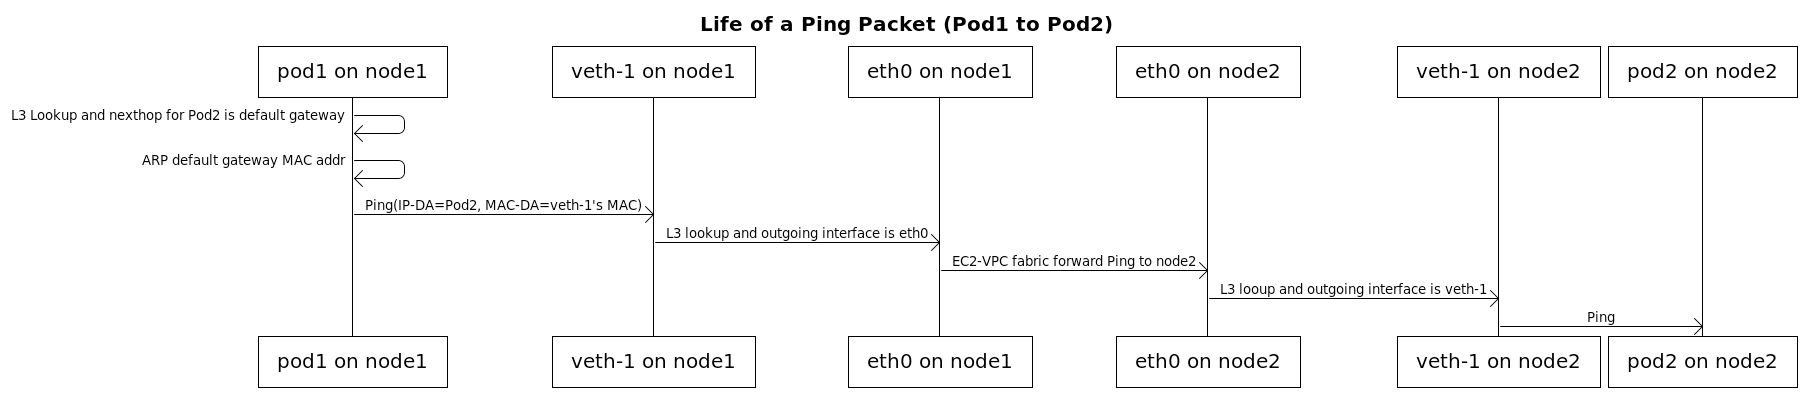 Life of a Ping Packet (Pod1 to Pod2)
pod1 on node1
veth-1 on node1
eth0 on node1
eth0 on node2
veth-1 on node2
pod2 on node2
L3 Lookup and nexthop for Pod2 is default gateway
ARP default gateway MAC addr
Ping(IP-DA=Pod2, MAC-DA=veth-1's MAC)
L3 lookup and outgoing interface is eth0
EC2-VPC fabric forward Ping to node2
L3 looup and outgoing interface is veth-1
Ping
pod1 on node1
veth-1 on node1
eth0 on node1
eth0 on node2
veth-1 on node2
pod2 on node2